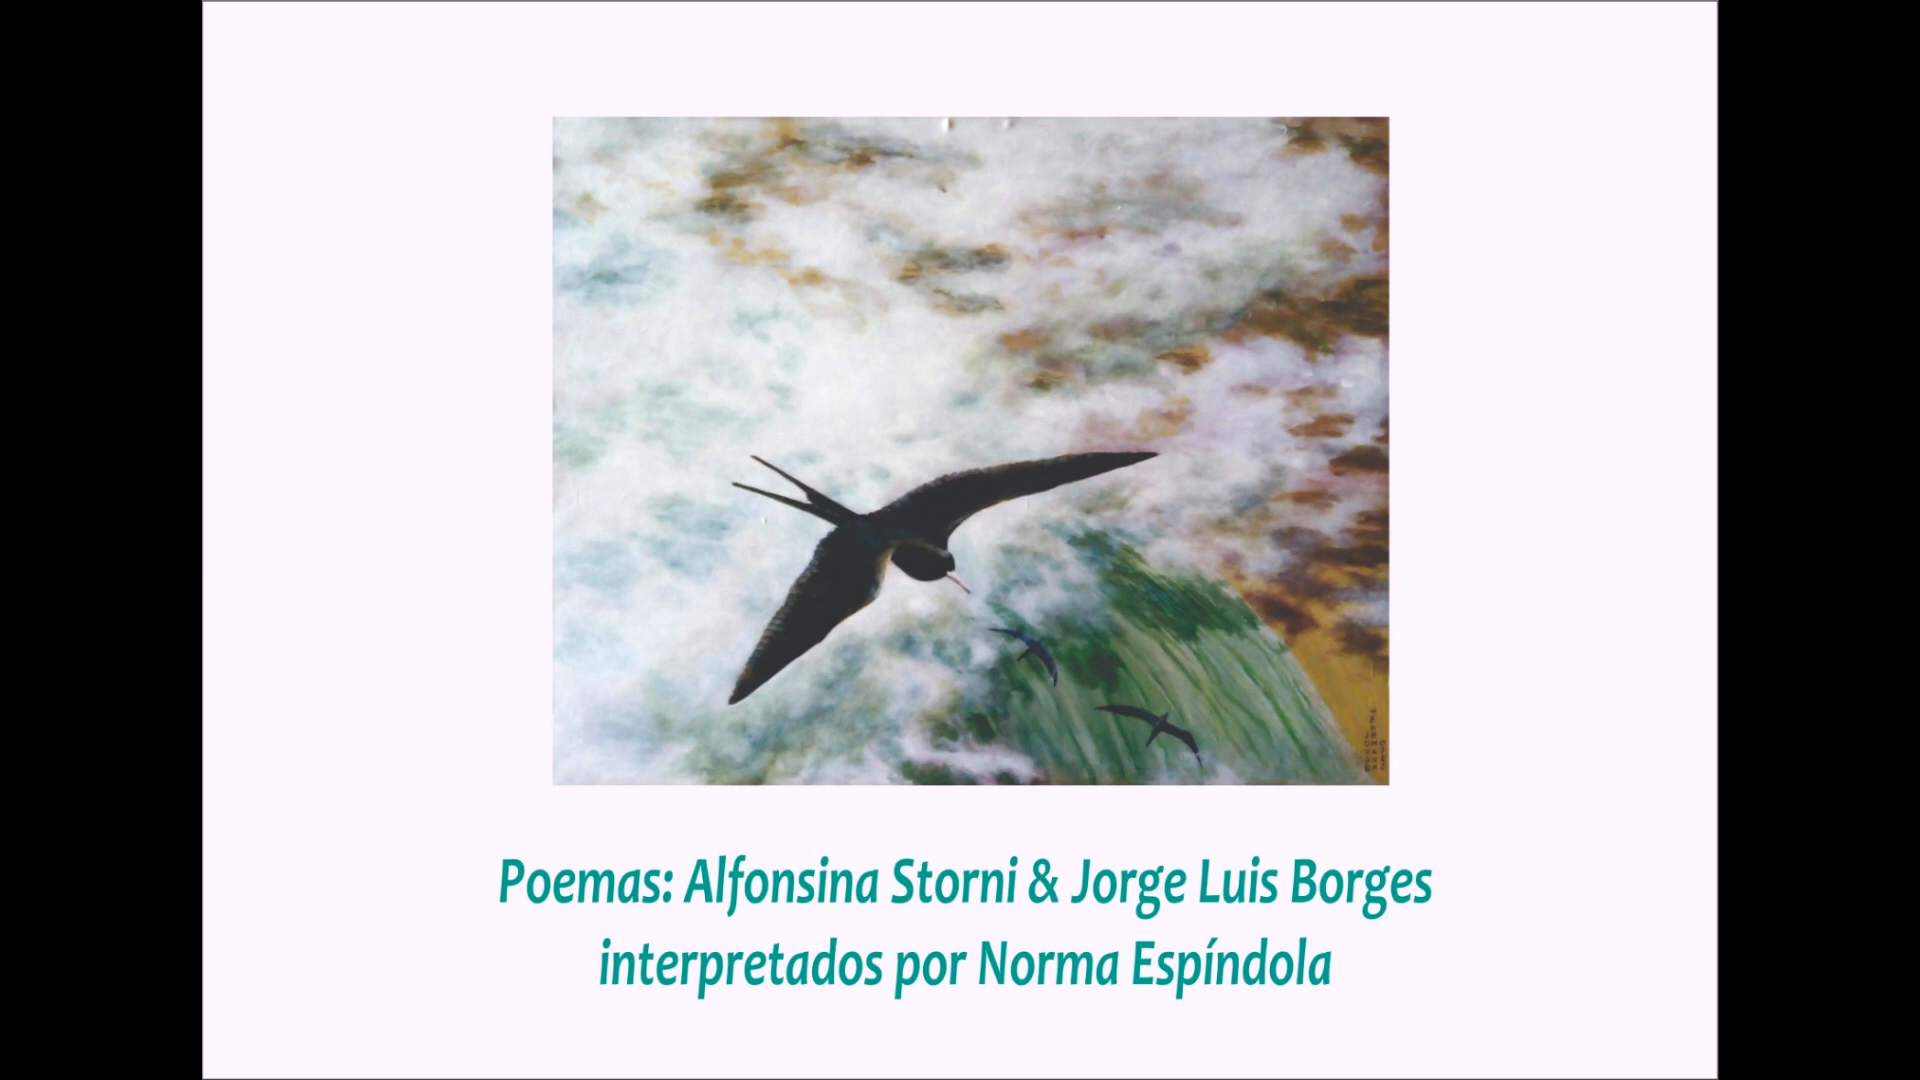 Poemas: Alfonsina Storni & Jorge Luis Borges
interpretados por Norma Espíndola